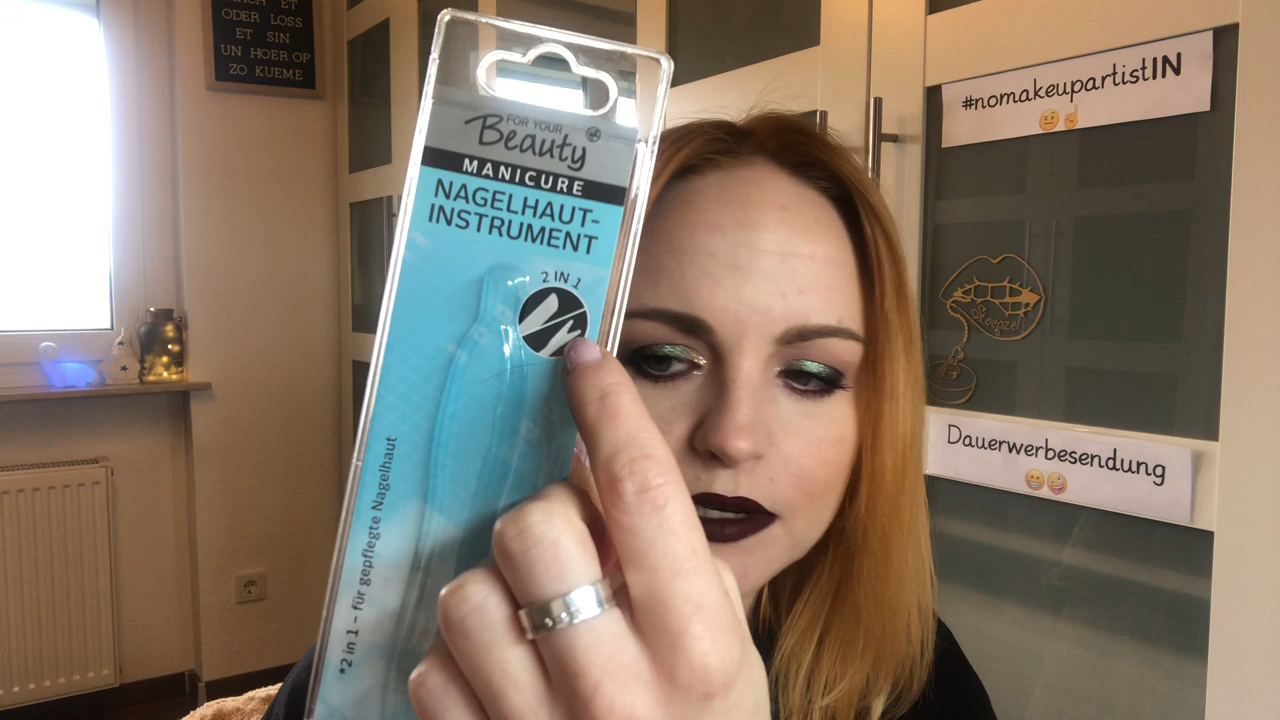 ODER LOSS
ET SIN
UN HOER OP
ZO KUEME
FOR YOUR
Beauty
MANICURE
NAGELHAUT-
INSTRUMENT
2 IN 1
*2 in 1 – für gepflegte Nagelhaut
#nomakeupartistIN
Stoepzel
Dauerwerbesendung